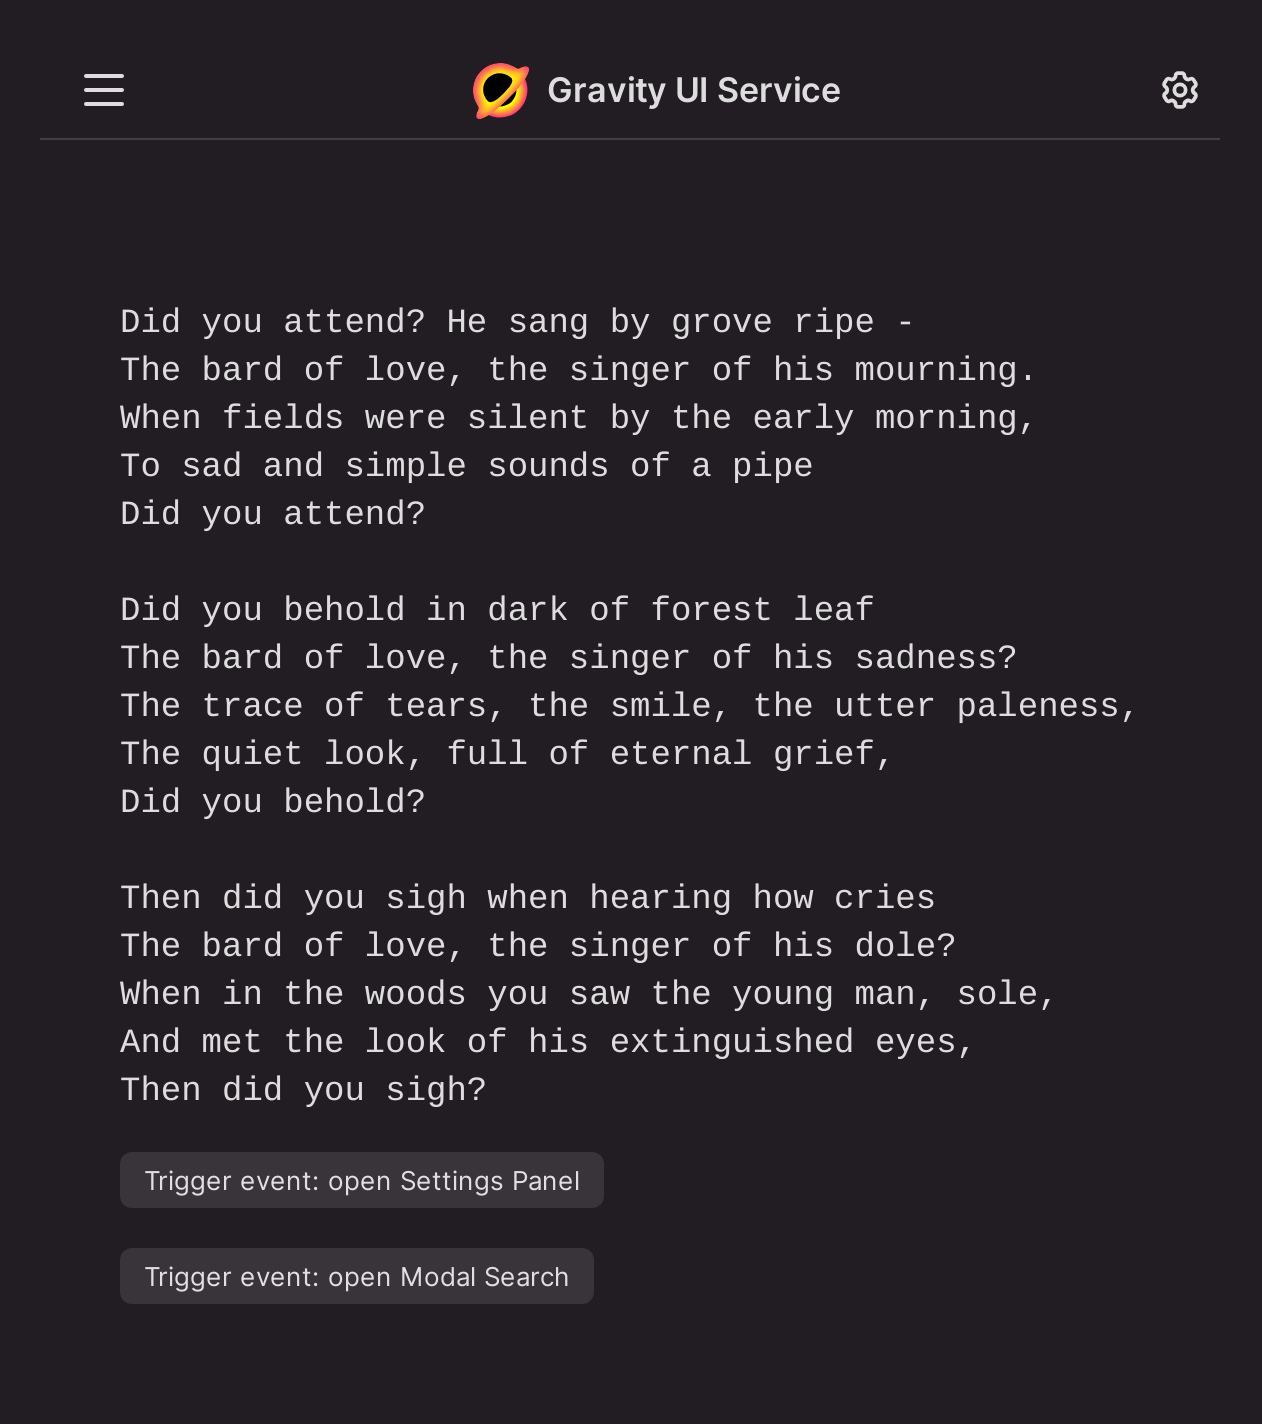 Gravity UI Service
Did you attend? He sang by grove ripe -
The bard of love, the singer of his mourning.
When fields were silent by the early morning,
To sad and simple sounds of a pipe
Did you attend?
Did you behold in dark of forest leaf
The bard of love, the singer of his sadness?
The trace of tears, the smile, the utter paleness,
The quiet look, full of eternal grief,
Did you behold?
Then did you sigh when hearing how cries
The bard of love, the singer of his dole?
When in the woods you saw the young man, sole,
And met the look of his extinguished eyes,
Then did you sigh?
Trigger event: open Settings Panel
Trigger event: open Modal Search